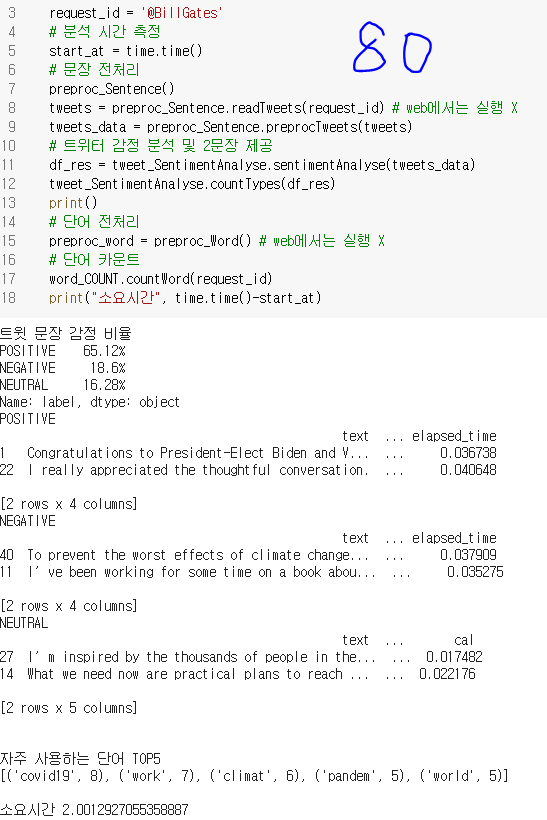 3 request_id = '@BillGates'
4 # 분석 시간 측정
5 start_at = time.time()
6 # 문장 전처리
7 preproc_Sentence()
8 tweets = preproc_Sentence.readTweets(request_id) # web에서는 실행 X
9 tweets_data = preproc_Sentence.preprocTweets(tweets)
10 # 트위터 감정 분석 및 2문장 제공
11 df_res = tweet_SentimentAnalyse.sentimentAnalyse(tweets_data)
12 tweet_SentimentAnalyse.countTypes(df_res)
13 print()
14 # 단어 전처리
15 preproc_word = preproc_Word() # web에서는 실행 X
16 # 단어 카운트
17 word_COUNT.countWord(request_id)
18 print("소요시간", time.time()-start_at)
80
트윗 문장 감정 비율
POSITIVE 65.12%
NEGATIVE 18.6%
NEUTRAL 16.28%
Name: label, dtype: object
POSITIVE
text ... elapsed_time
1 Congratulations to President-Elect Biden and V... ... 0.036738
22 I really appreciated the thoughtful conversation. ... 0.040648
[2 rows x 4 columns]
NEGATIVE
text ... elapsed_time
40 To prevent the worst effects of climate change... ... 0.037909
11 I've been working for some time on a book abou... ... 0.035275
[2 rows x 4 columns]
NEUTRAL
text ... cal
27 I'm inspired by the thousands of people in the... ... 0.017482
14 What we need now are practical plans to reach ... ... 0.022176
[2 rows x 5 columns]
자주 사용하는 단어 TOP5
[('covid19', 8), ('work', 7), ('climat', 6), ('pandem', 5), ('world', 5)]
소요시간 2.0012927055358887